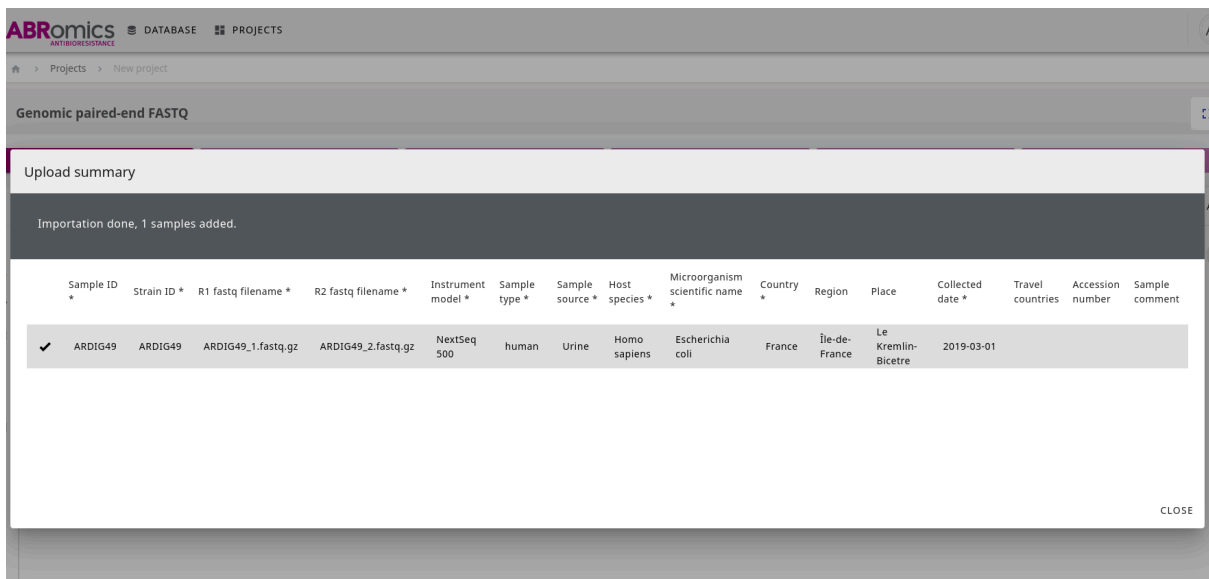 ABRomics DATABASE PROJECTS
ANTIBIORESISTANCE
Projects > New project
Genomic paired-end FASTQ
Upload summary
Importation done, 1 samples added.
Sample ID * Strain ID * R1 fastq filename * R2 fastq filename * Instrument model * Sample type * Sample source * Host species * Microorganism scientific name * Country * Region Place Collected date * Travel countries Accession number Sample comment
ARDIG49 ARDIG49 ARDIG49_1.fastq.gz ARDIG49_2.fastq.gz NextSeq 500 human Urine Homo sapiens Escherichia coli France Île-de-France Le Kremlin-Bicetre 2019-03-01
CLOSE